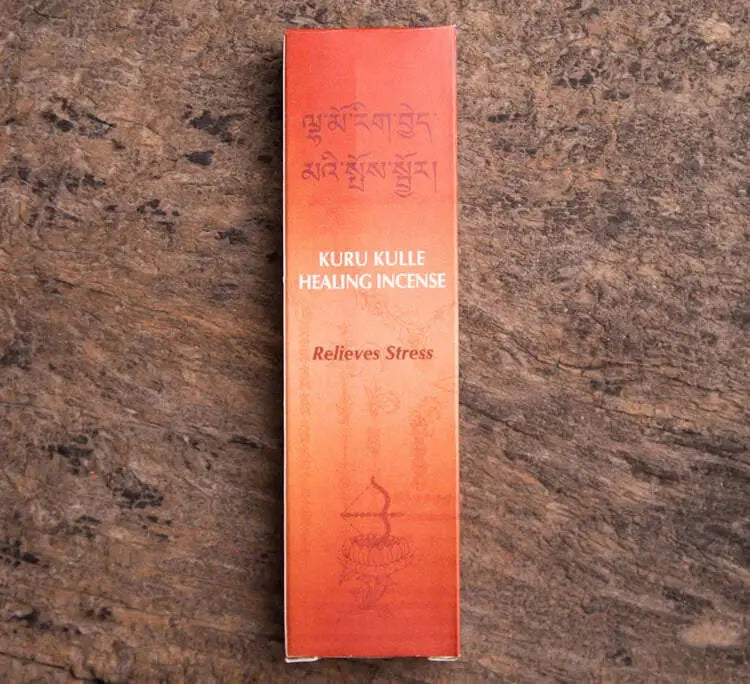 ལྷ་མོ་རིག་བྱེད་
མའི་སྤོས་སྦྱོར།
KURU KULLE
HEALING INCENSE
Relieves Stress